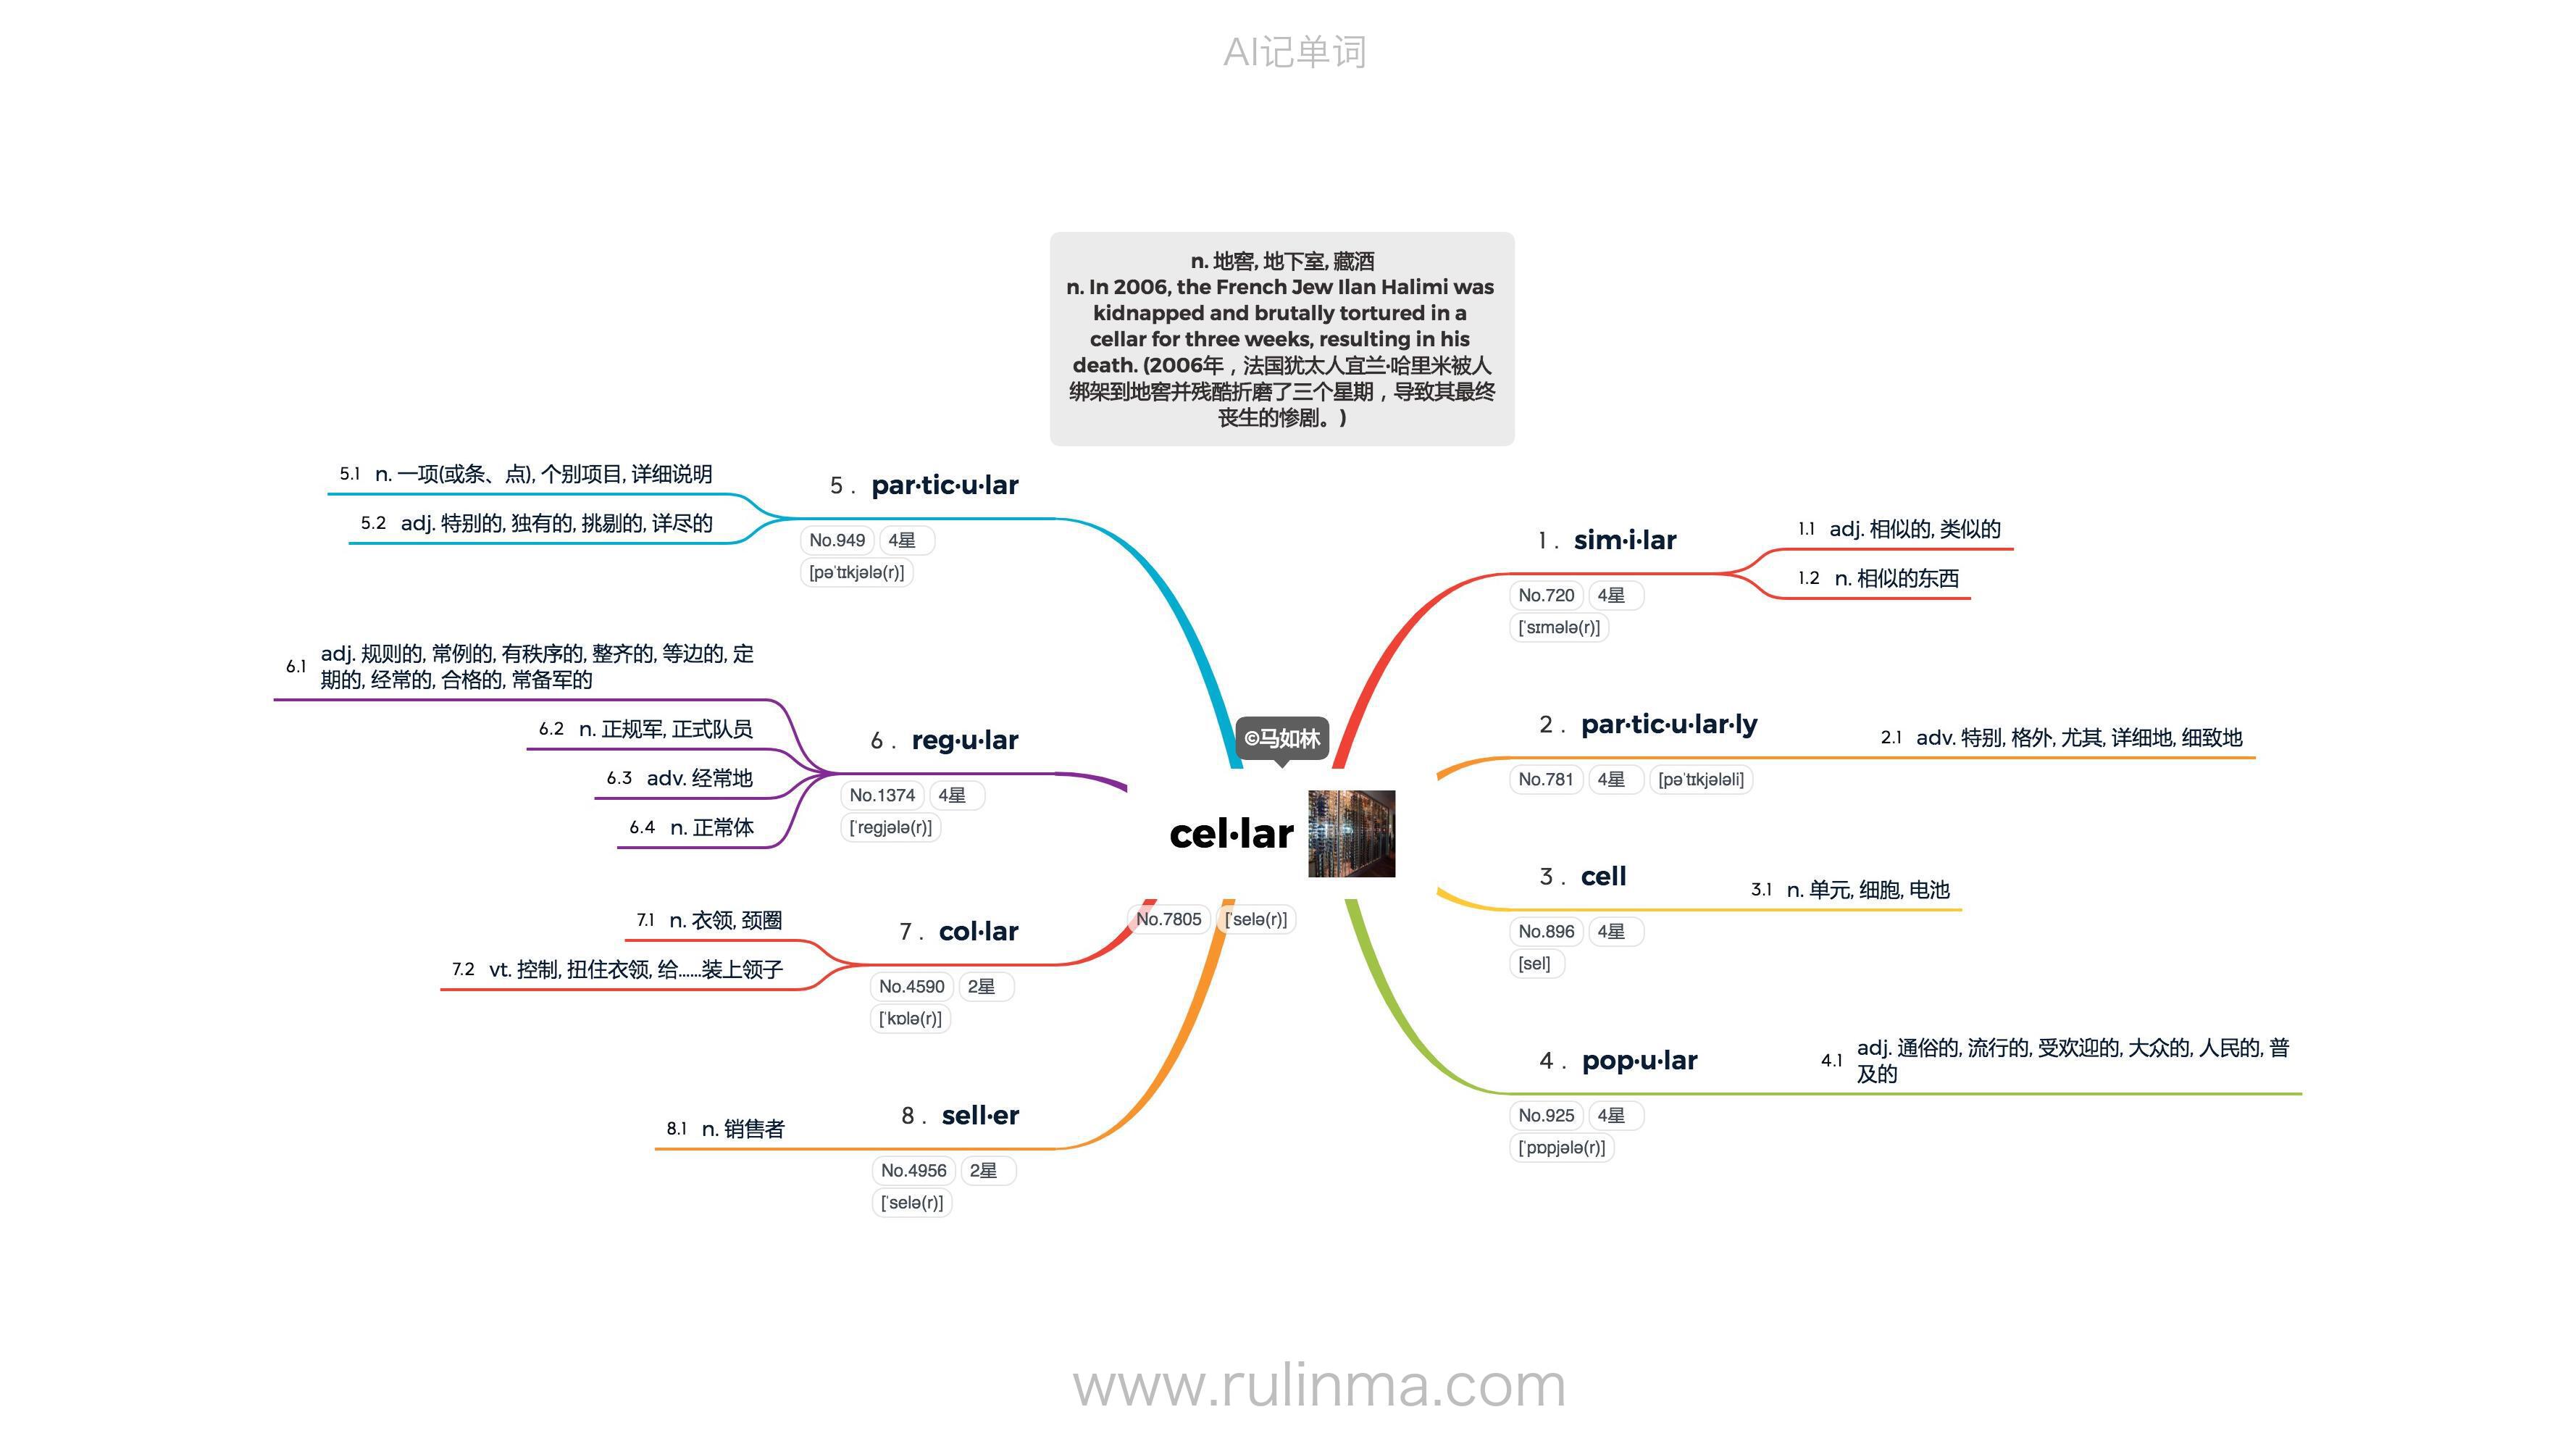 AI记单词
n. 地窖, 地下室, 藏酒
n. In 2006, the French Jew Ilan Halimi was
kidnapped and brutally tortured in a
cellar for three weeks, resulting in his
death. (2006年，法国犹太人宜兰·哈里米被人
绑架到地窖并残酷折磨了三个星期，导致其最终
丧生的惨剧。)
©马如林
cel·lar
No.7805 [ˈselə(r)]
1. sim·i·lar
No.720 4星
[ˈsɪmələ(r)]
1.1 adj. 相似的, 类似的
1.2 n. 相似的东西
2. par·tic·u·lar·ly
No.781 4星 [pəˈtɪkjələli]
2.1 adv. 特别, 格外, 尤其, 详细地, 细致地
3. cell
No.896 4星
[sel]
3.1 n. 单元, 细胞, 电池
4. pop·u·lar
No.925 4星
[ˈpɒpjələ(r)]
4.1 adj. 通俗的, 流行的, 受欢迎的, 大众的, 人民的, 普
及的
5. par·tic·u·lar
No.949 4星
[pəˈtɪkjələ(r)]
5.1 n. 一项(或条、点), 个别项目, 详细说明
5.2 adj. 特别的, 独有的, 挑剔的, 详尽的
6. reg·u·lar
No.1374 4星
[ˈregjələ(r)]
6.1 adj. 规则的, 常例的, 有秩序的, 整齐的, 等边的, 定
期的, 经常的, 合格的, 常备军的
6.2 n. 正规军, 正式队员
6.3 adv. 经常地
6.4 n. 正常体
7. col·lar
No.4590 2星
[ˈkɒlə(r)]
7.1 n. 衣领, 颈圈
7.2 vt. 控制, 扭住衣领, 给……装上领子
8. sell·er
No.4956 2星
[ˈselə(r)]
8.1 n. 销售者
www.rulinma.com